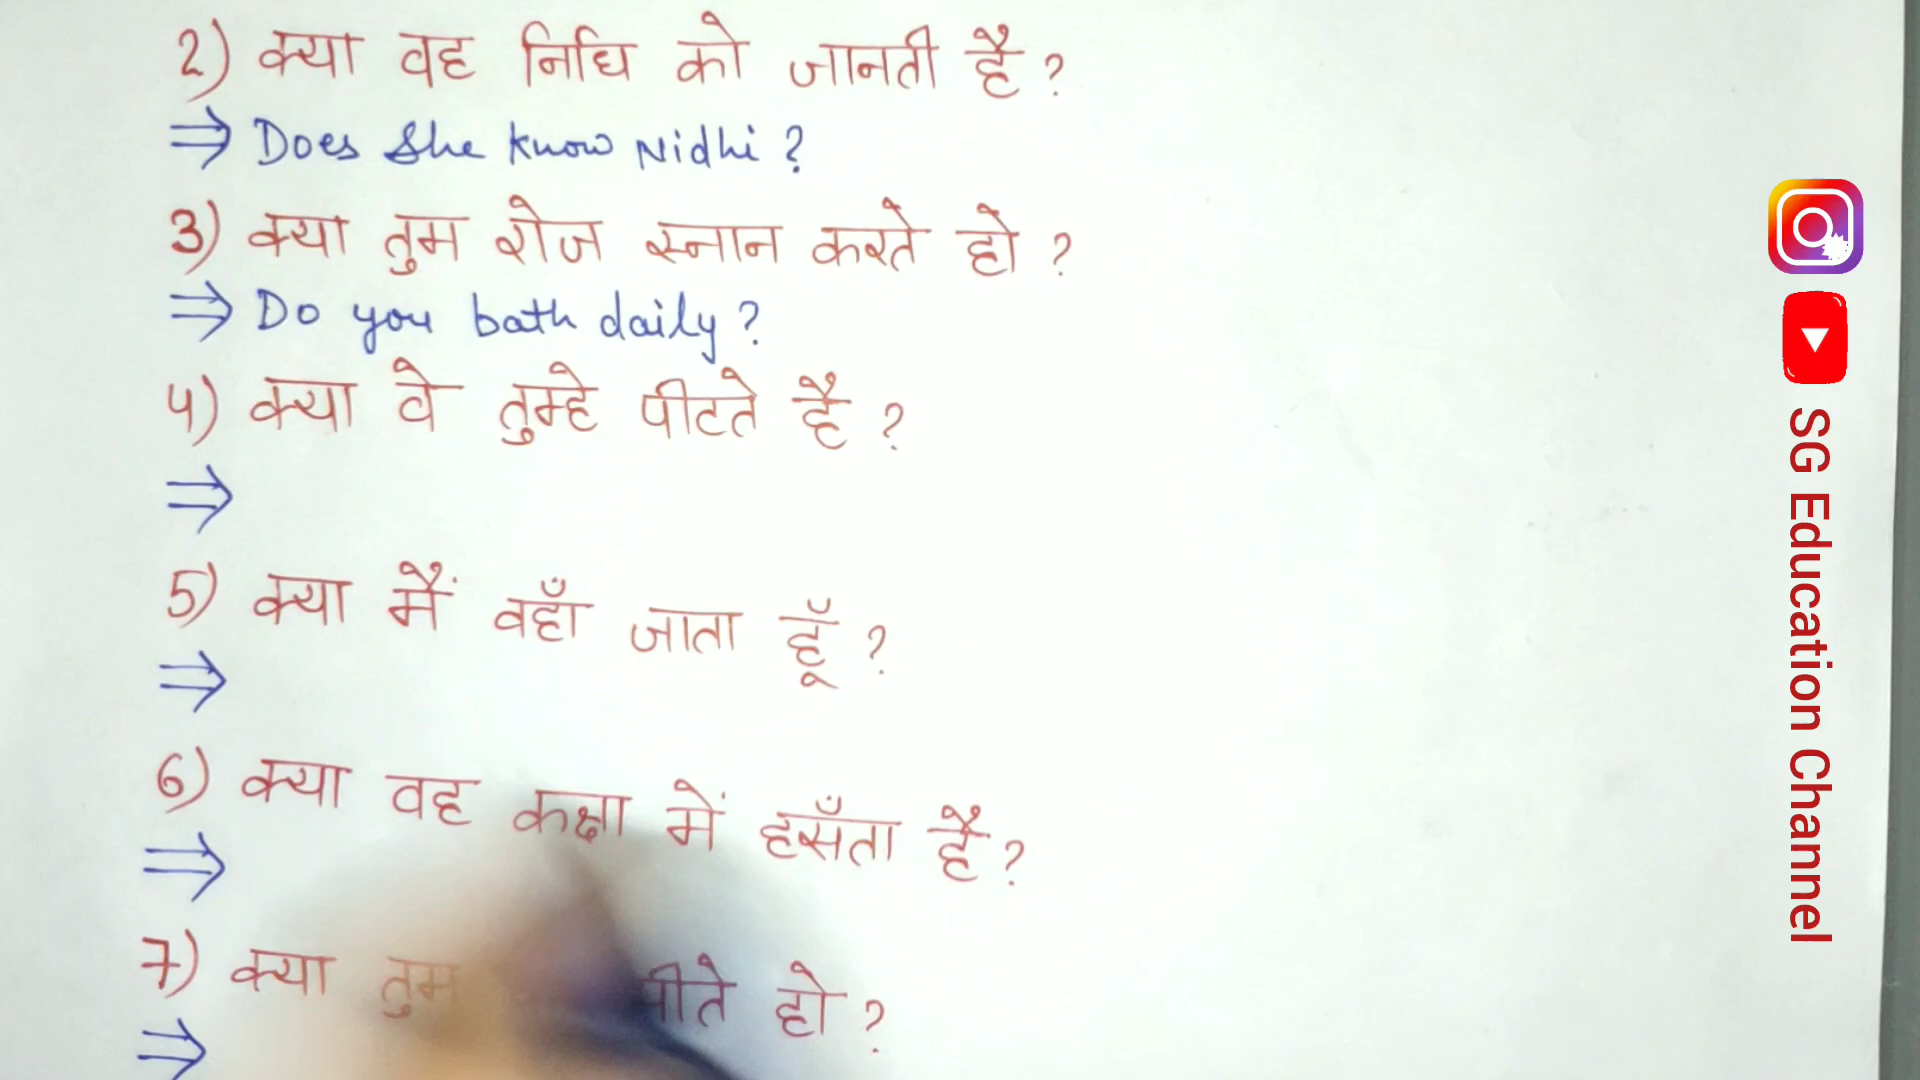 2) क्या वह निधि को जानती है ?
⇒ Does She know Nidhi ?
3) क्या तुम रोज स्नान करते हो ?
⇒ Do you bath daily ?
4) क्या वे तुम्हे पीटते है ?
⇒
5) क्या मैं वहाँ जाता हूँ ?
⇒
6) क्या वह कक्षा में हसँता है ?
⇒
7) क्या तुम पीते हो ?
⇒
SG Education Channel